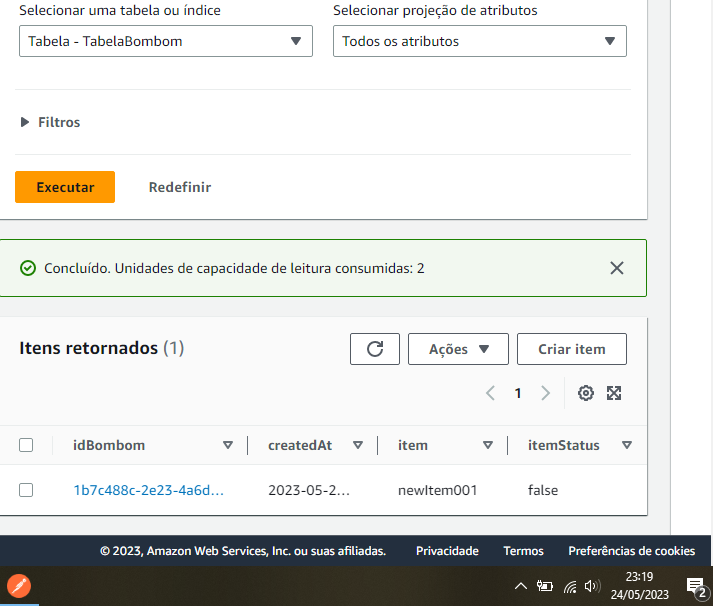 Selecionar uma tabela ou índice
Selecionar projeção de atributos
Tabela - TabelaBombom
Todos os atributos
Filtros
Executar
Redefinir
Concluído. Unidades de capacidade de leitura consumidas: 2
Itens retornados (1)
Ações
Criar item
1
idBombom
createdAt
item
itemStatus
1b7c488c-2e23-4a6d...
2023-05-2...
newItem001
false
© 2023, Amazon Web Services, Inc. ou suas afiliadas.
Privacidade
Termos
Preferências de cookies
23:19
24/05/2023
2